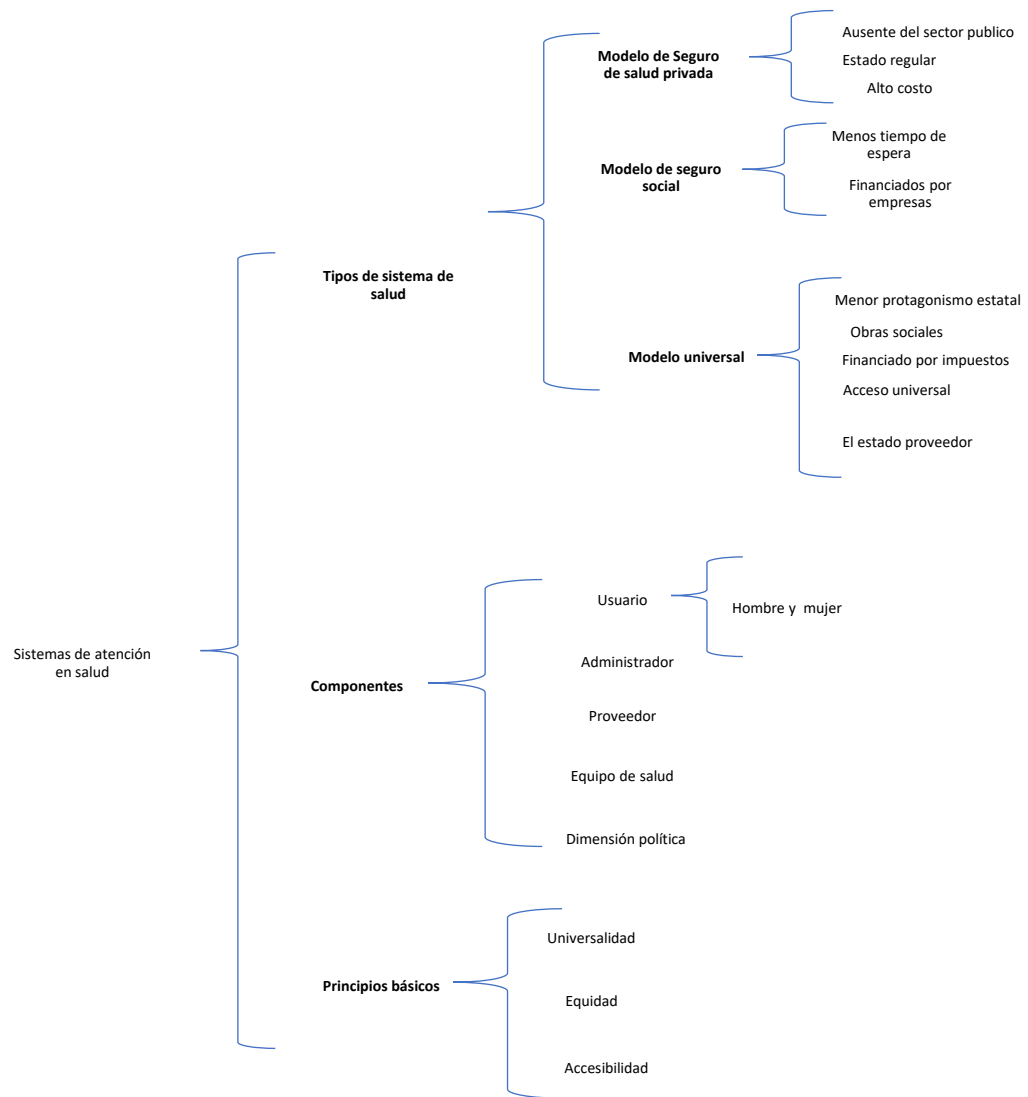 Ausente del sector publico
Modelo de Seguro
de salud privada
Estado regular
Alto costo
Menos tiempo de
espera
Modelo de seguro
social
Financiados por
empresas
Tipos de sistema de
salud
Menor protagonismo estatal
Obras sociales
Modelo universal
Financiado por impuestos
Acceso universal
El estado proveedor
Usuario
Hombre y mujer
Sistemas de atención
en salud
Administrador
Componentes
Proveedor
Equipo de salud
Dimensión política
Universalidad
Principios básicos
Equidad
Accesibilidad